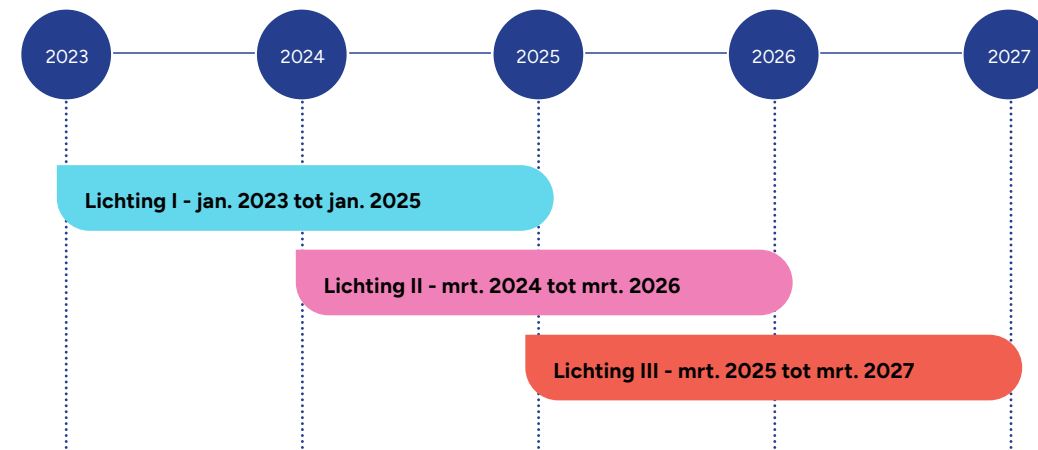 2023
2024
2025
2026
2027
Lichting I - jan. 2023 tot jan. 2025
Lichting II - mrt. 2024 tot mrt. 2026
Lichting III - mrt. 2025 tot mrt. 2027